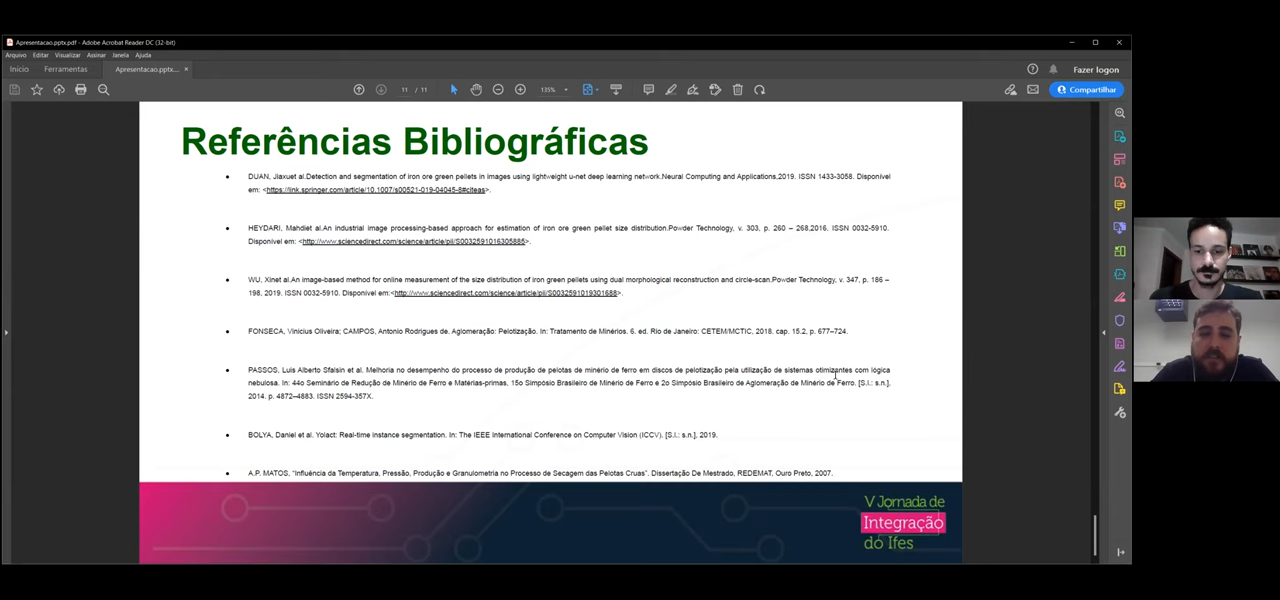 Apresentacao.pptx.pdf - Adobe Acrobat Reader DC (32-bit)
Arquivo Editar Visualizar Assinar Janela Ajuda
Início Ferramentas Apresentacao.pptx.... × Fazer logon
11 / 11 135% Compartilhar
Referências Bibliográficas
• DUAN, Jiaxuet al.Detection and segmentation of iron ore green pellets in images using lightweight u-net deep learning network.Neural Computing and Applications,2019. ISSN 1433-3058. Disponível
em: <https://link.springer.com/article/10.1007/s00521-019-04045-8#citeas>.
• HEYDARI, Mahdiet al.An industrial image processing-based approach for estimation of iron ore green pellet size distribution.Powder Technology, v. 303, p. 260 – 268,2016. ISSN 0032-5910.
Disponível em: <http://www.sciencedirect.com/science/article/pii/S0032591016305885>.
• WU, Xinet al.An image-based method for online measurement of the size distribution of iron green pellets using dual morphological reconstruction and circle-scan.Powder Technology, v. 347, p. 186 –
198, 2019. ISSN 0032-5910. Disponível em:<http://www.sciencedirect.com/science/article/pii/S0032591019301688>.
• FONSECA, Vinicius Oliveira; CAMPOS, Antonio Rodrigues de. Aglomeração: Pelotização. In: Tratamento de Minérios. 6. ed. Rio de Janeiro: CETEM/MCTIC, 2018. cap. 15.2, p. 677–724.
• PASSOS, Luis Alberto Sfalsin et al. Melhoria no desempenho do processo de produção de pelotas de minério de ferro em discos de pelotização pela utilização de sistemas otimizantes com lógica
nebulosa. In: 44o Seminário de Redução de Minério de Ferro e Matérias-primas, 15o Simpósio Brasileiro de Minério de Ferro e 2o Simpósio Brasileiro de Aglomeração de Minério de Ferro. [S.l.: s.n.],
2014. p. 4872–4883. ISSN 2594-357X.
• BOLYA, Daniel et al. Yolact: Real-time instance segmentation. In: The IEEE International Conference on Computer Vision (ICCV). [S.l.: s.n.], 2019.
• A.P. MATOS, "Influência da Temperatura, Pressão, Produção e Granulometria no Processo de Secagem das Pelotas Cruas". Dissertação De Mestrado, REDEMAT, Ouro Preto, 2007.
V Jornada de
Integração
do Ifes